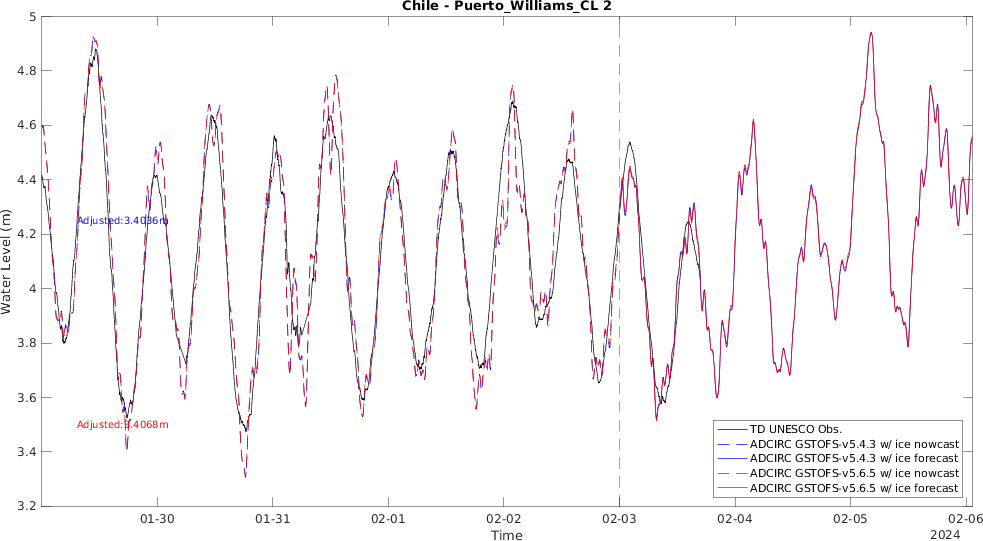 Chile - Puerto_Williams_CL 2
5
4.8
4.6
4.4
4.2
4
3.8
3.6
3.4
3.2
Water Level (m)
Adjusted:3.4036m
Adjusted:3.4068m
TD UNESCO Obs.
ADCIRC GSTOFS-v5.4.3 w/ ice nowcast
ADCIRC GSTOFS-v5.4.3 w/ ice forecast
ADCIRC GSTOFS-v5.6.5 w/ ice nowcast
ADCIRC GSTOFS-v5.6.5 w/ ice forecast
01-30 01-31 02-01 02-02 02-03 02-04 02-05 02-06
Time
2024